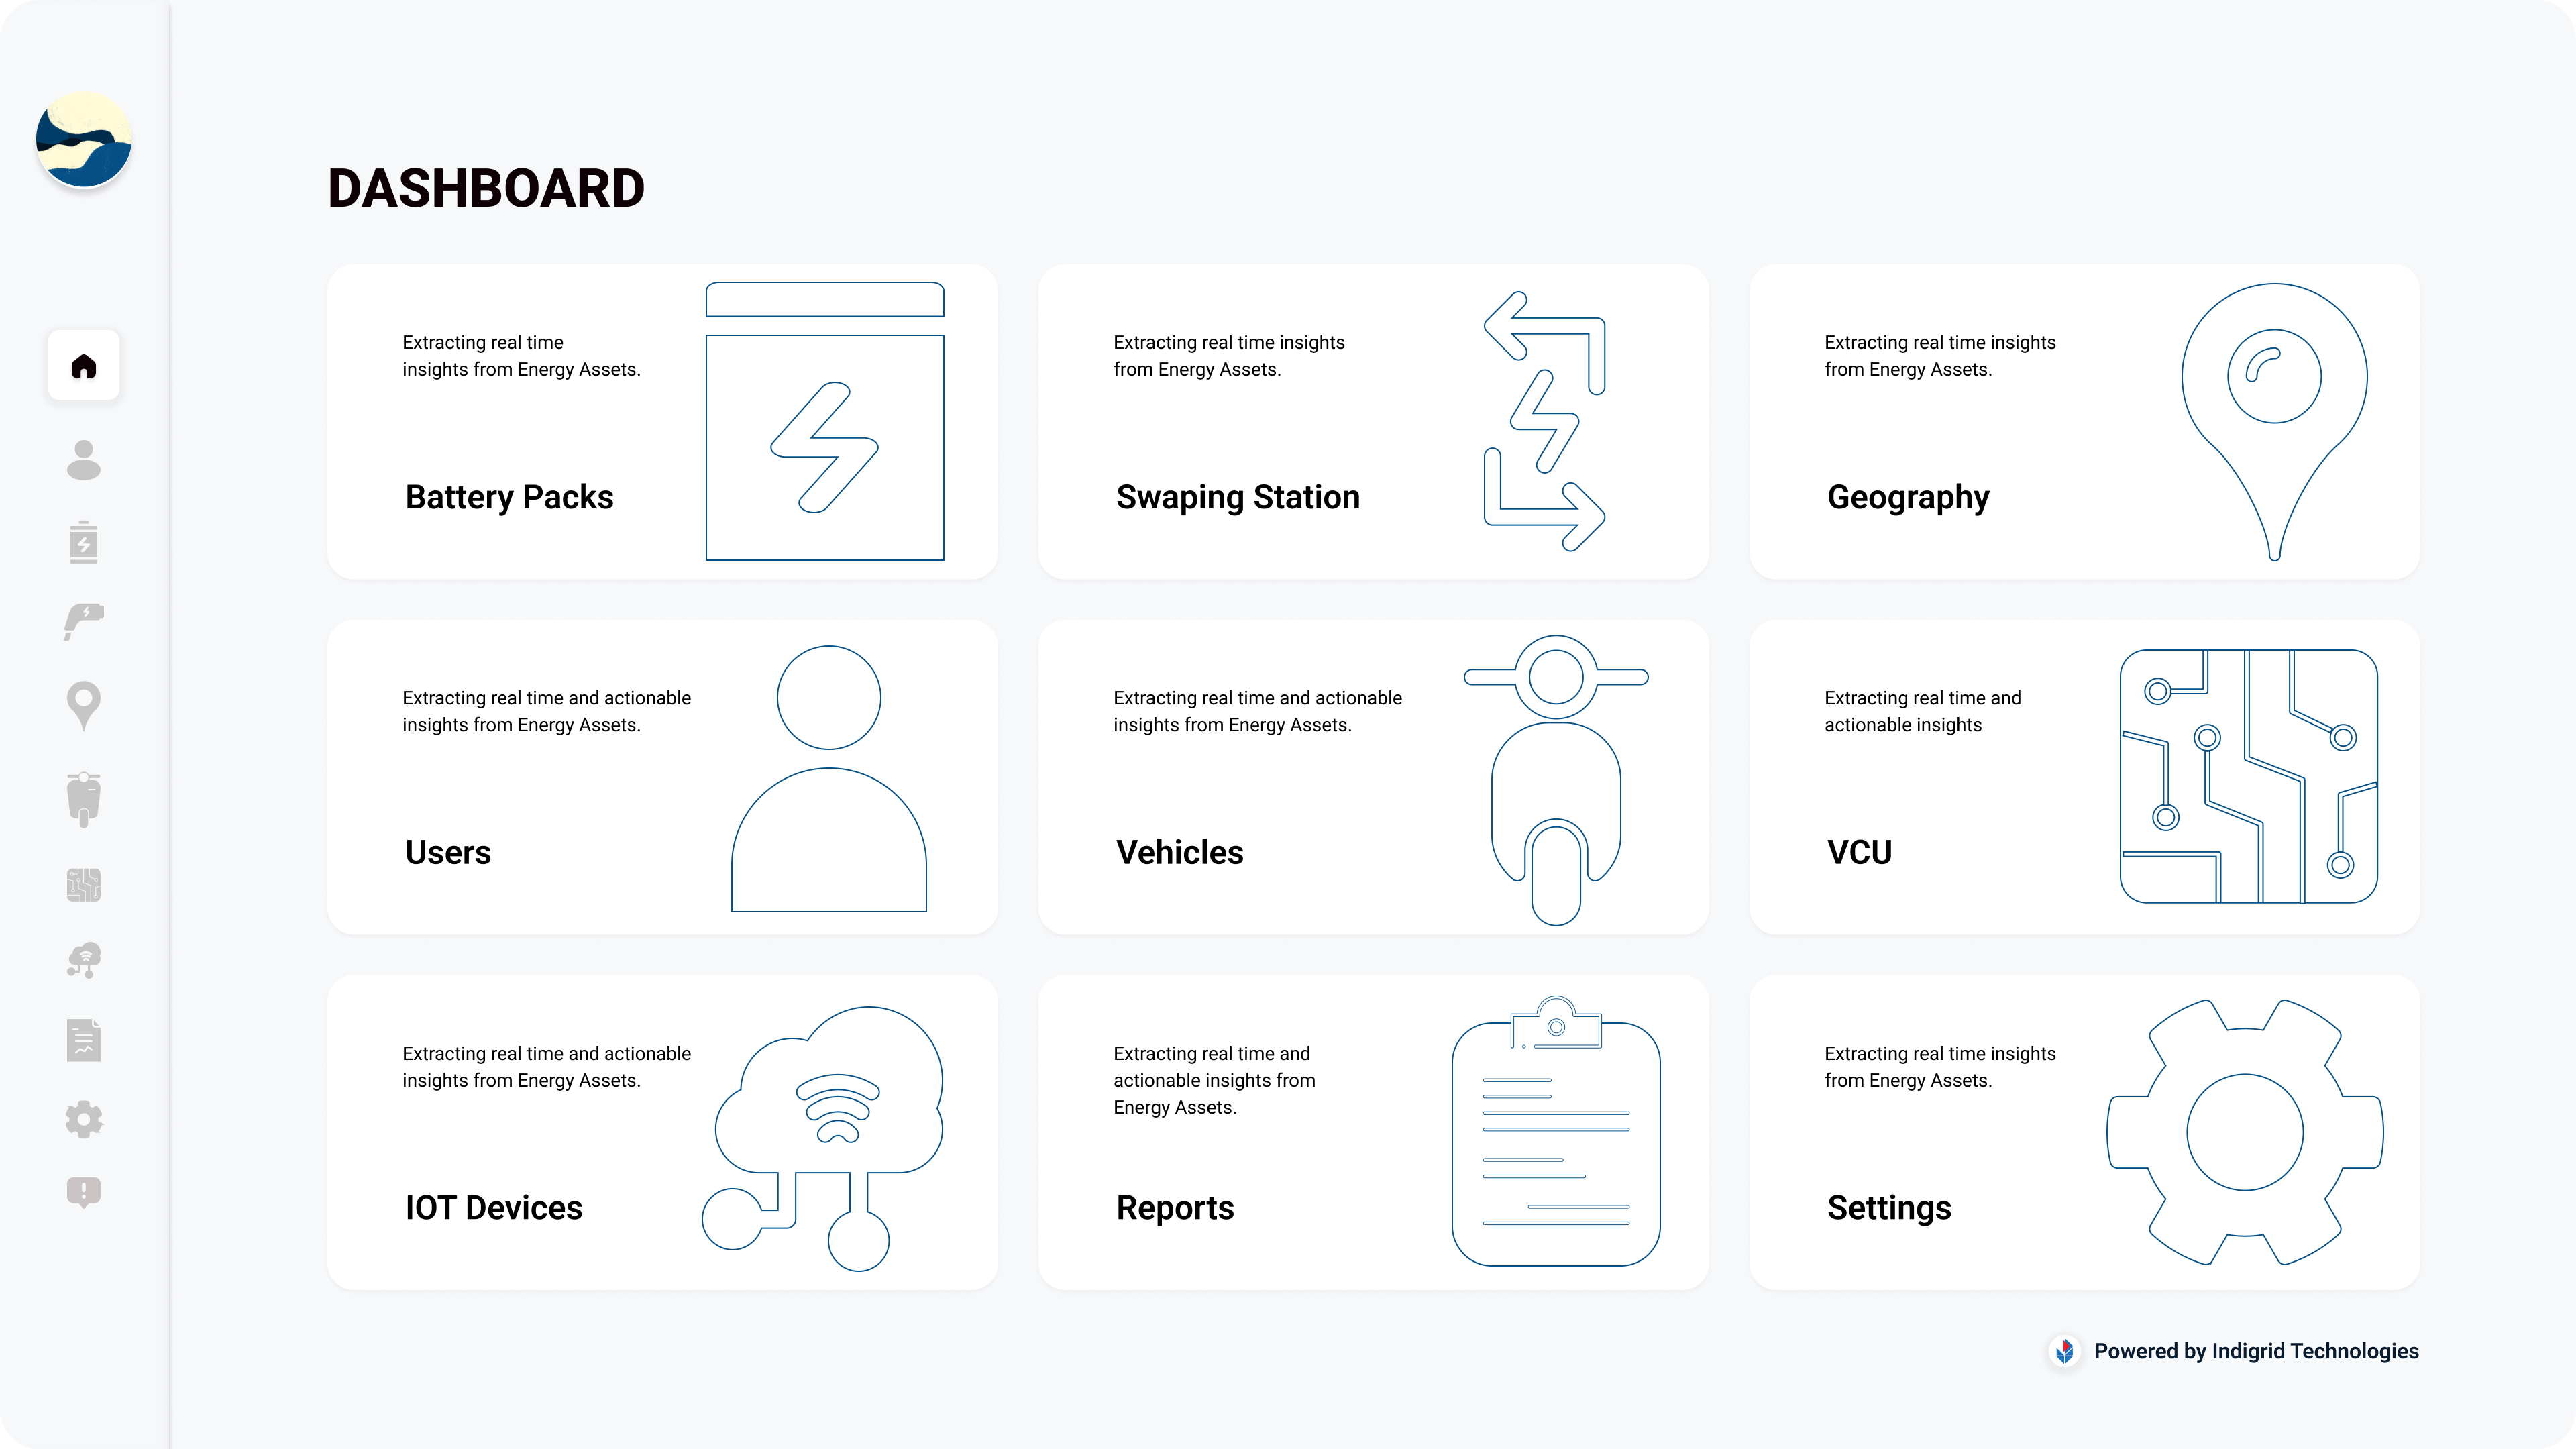 DASHBOARD
Extracting real time
insights from Energy Assets.
Battery Packs
Extracting real time insights
from Energy Assets.
Swaping Station
Extracting real time insights
from Energy Assets.
Geography
Extracting real time and actionable
insights from Energy Assets.
Users
Extracting real time and actionable
insights from Energy Assets.
Vehicles
Extracting real time and
actionable insights
VCU
Extracting real time and actionable
insights from Energy Assets.
IOT Devices
Extracting real time and
actionable insights from
Energy Assets.
Reports
Extracting real time insights
from Energy Assets.
Settings
Powered by Indigrid Technologies